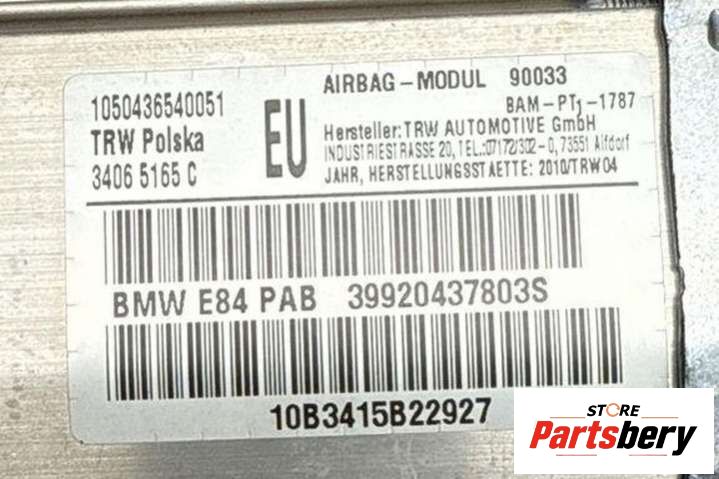 1050436540051
TRW Polska
3406 5165 C
EU
AIRBAG-MODUL 90033
BAM-PT1-1787
Hersteller: TRW AUTOMOTIVE GmbH
INDUSTRIESTRASSE 20, TEL.:07172/302-0, 73551 Alfdorf
JAHR, HERSTELLUNGSSTAETTE: 2010/TRW04
BMW E84 PAB 39920437803S
10B3415B22927
STORE
Partsbery